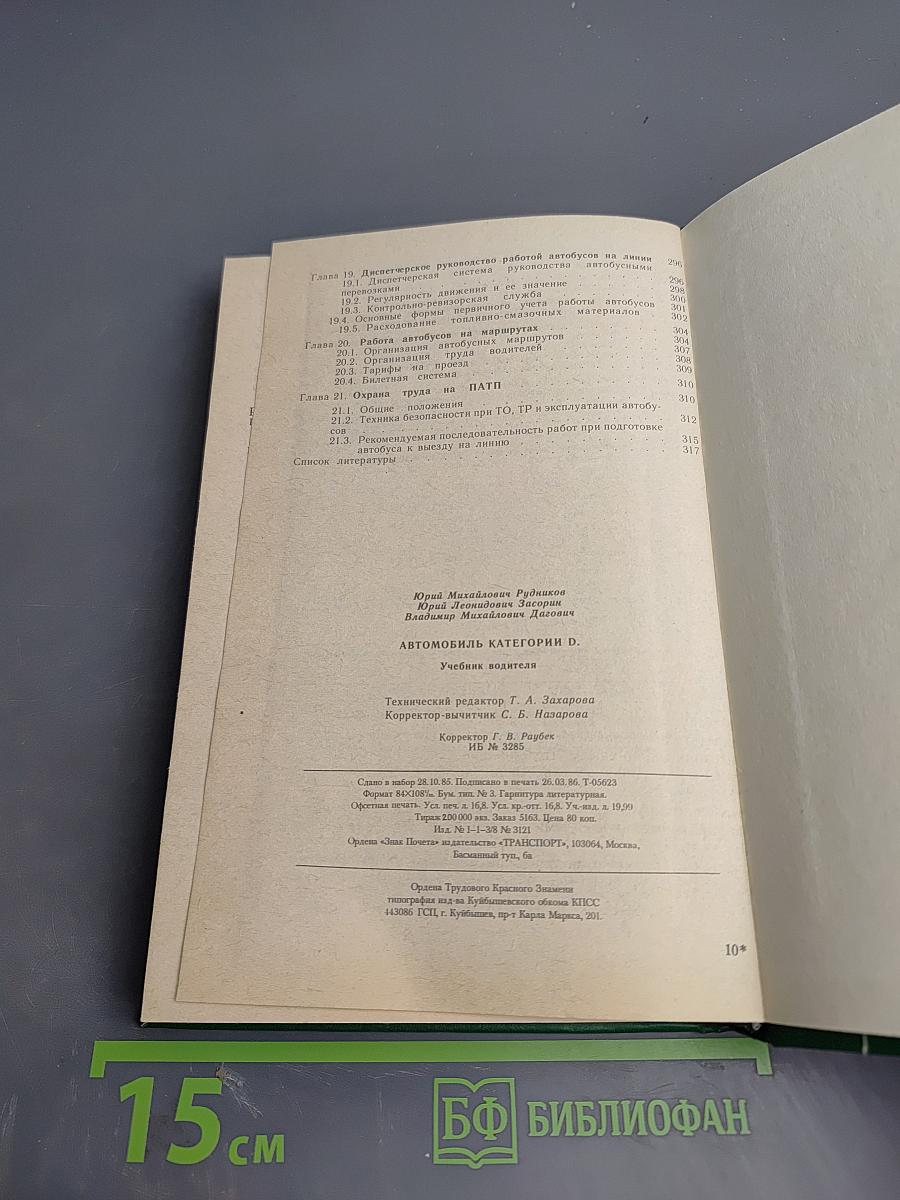 Глава 19. Диспетчерское руководство работой автобусов на линии 296
19.1. Диспетчерская система руководства автобусными
перевозками . . . . . . . . . . . . 296
19.2. Регулярность движения и ее значение . . . . 298
19.3. Контрольно-ревизорская служба . . . . . 300
19.4. Основные формы первичного учета работы автобусов 301
19.5. Расходование топливно-смазочных материалов . 302
Глава 20. Работа автобусов на маршрутах . . . . . . 304
20.1. Организация автобусных маршрутов . . . . . 304
20.2. Организация труда водителей . . . . . . 307
20.3. Тарифы на проезд . . . . . . . . 308
20.4. Билетная система . . . . . . . . 309
Глава 21. Охрана труда на ПАТП . . . . . . . 310
21.1. Общие положения . . . . . . . . 310
21.2. Техника безопасности при ТО, ТР и эксплуатации автобу-
сов . . . . . . . . . . . . . 312
21.3. Рекомендуемая последовательность работ при подготовке
автобуса к выезду на линию . . . . . . . 315
Список литературы . . . . . . . . . . . 317
Юрий Михайлович Рудников
Юрий Леонидович Засорин
Владимир Михайлович Дагович
АВТОМОБИЛЬ КАТЕГОРИИ D.
Учебник водителя
Технический редактор Т. А. Захарова
Корректор-вычитчик С. Б. Назарова
Корректор Г. В. Раубек
ИБ № 3285
Сдано в набор 28.10.85. Подписано в печать 26.03.86. Т-05623
Формат 84×108¹/₃₂. Бум. тип. № 3. Гарнитура литературная.
Офсетная печать. Усл. печ. л. 16,8. Усл. кр.-отт. 16,8. Уч.-изд. л. 19,99
Тираж 200 000 экз. Заказ 5163. Цена 80 коп.
Изд. № 1-1-3/8 № 3121
Ордена «Знак Почета» издательство «ТРАНСПОРТ», 103064, Москва,
Басманный туп., 6а
Ордена Трудового Красного Знамени
типография изд-ва Куйбышевского обкома КПСС
443086 ГСП, г. Куйбышев, пр-т Карла Маркса, 201.
10*
15 см
БФ БИБЛИОФАН